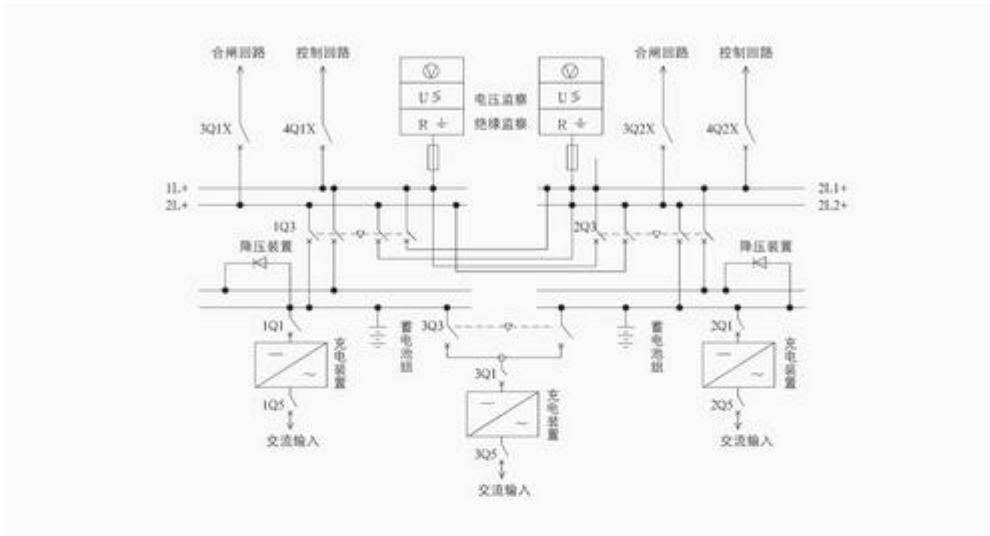 合闸回路 控制回路 合闸回路 控制回路
V V
U≶ 电压监察 U≶
R⏚ 绝缘监察 R⏚
3Q1X 4Q1X 3Q2X 4Q2X
1L+ 2L1+
2L+ 2L2+
1Q3 2Q3
降压装置 降压装置
1Q1 蓄电池组 3Q3 蓄电池组 2Q1
充电装置 充电装置
3Q1
1Q5 充电装置 2Q5
交流输入 交流输入
3Q5
交流输入